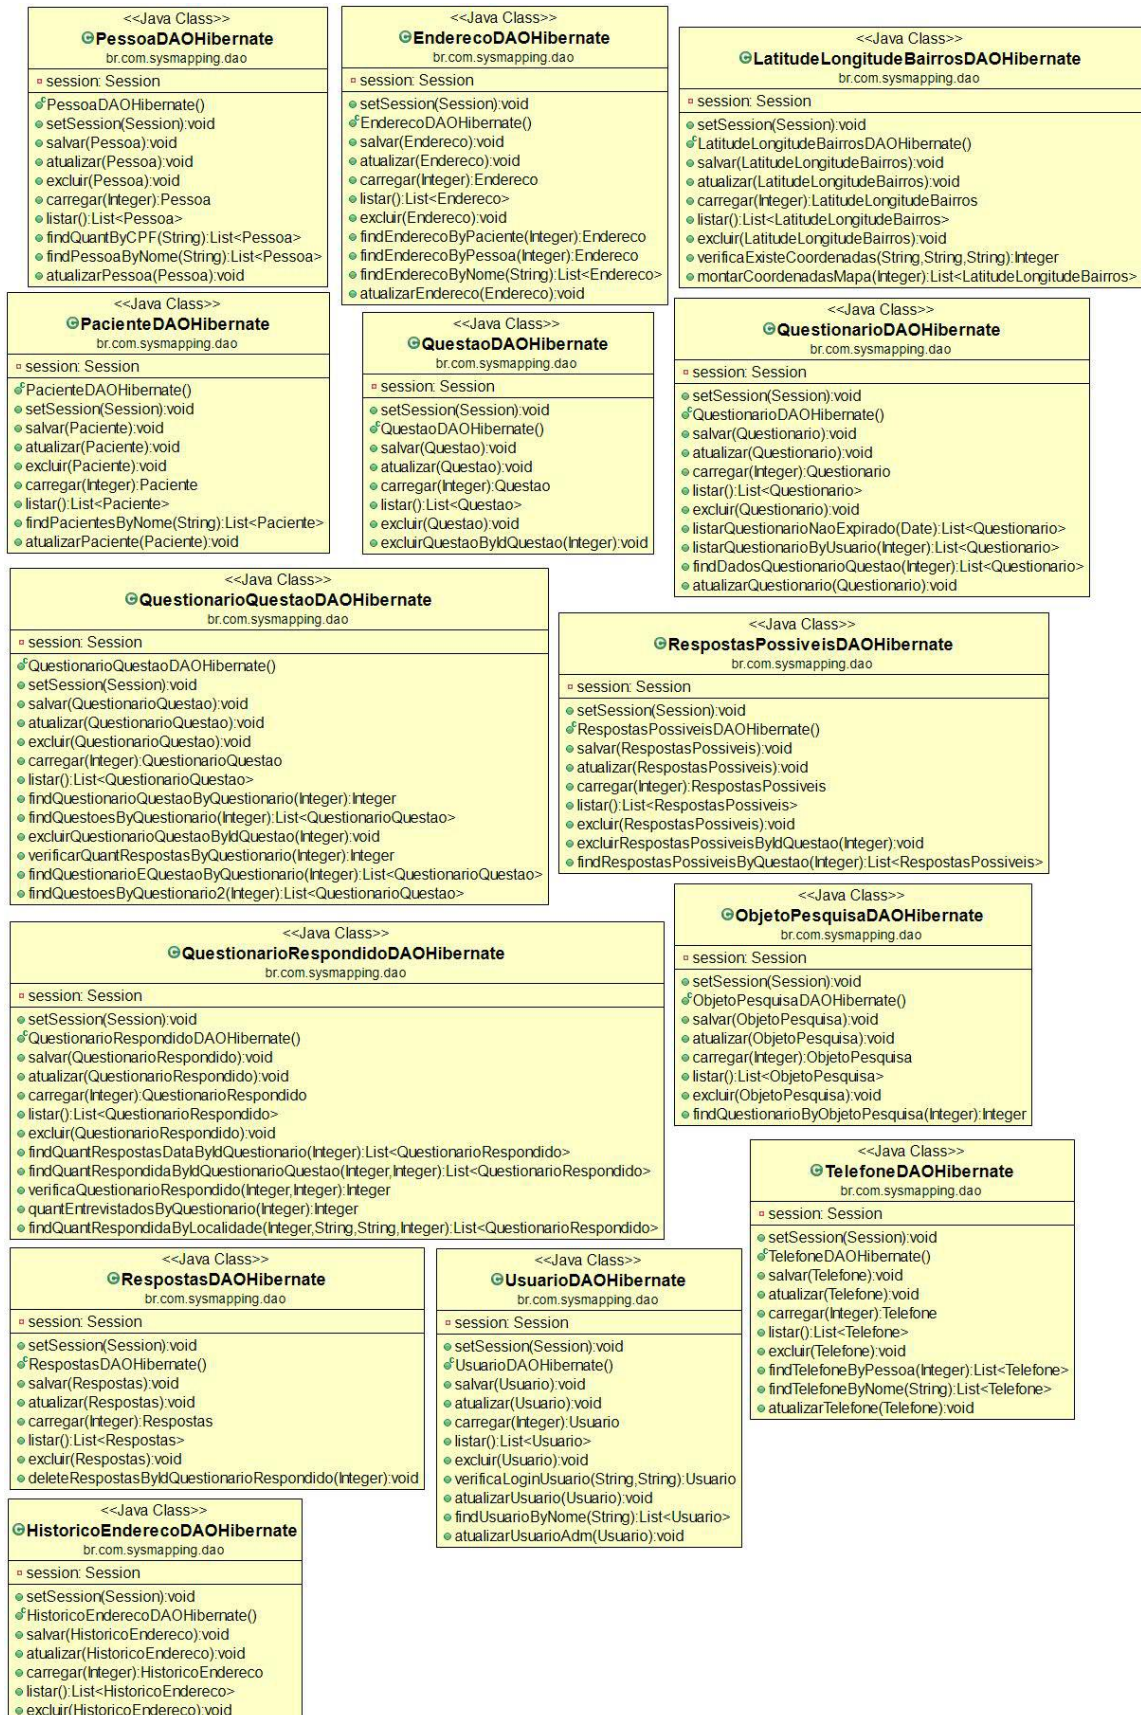 <<Java Class>>
PessoaDAOHibernate
br.com.sysmapping.dao
session: Session
PessoaDAOHibernate()
setSession(Session):void
salvar(Pessoa):void
atualizar(Pessoa):void
excluir(Pessoa):void
carregar(Integer):Pessoa
listar():List<Pessoa>
findQuantByCPF(String):List<Pessoa>
findPessoaByNome(String):List<Pessoa>
atualizarPessoa(Pessoa):void
<<Java Class>>
EnderecoDAOHibernate
br.com.sysmapping.dao
session: Session
setSession(Session):void
EnderecoDAOHibernate()
salvar(Endereco):void
atualizar(Endereco):void
carregar(Integer):Endereco
listar():List<Endereco>
excluir(Endereco):void
findEnderecoByPaciente(Integer):Endereco
findEnderecoByPessoa(Integer):Endereco
findEnderecoByNome(String):List<Endereco>
atualizarEndereco(Endereco):void
<<Java Class>>
LatitudeLongitudeBairrosDAOHibernate
br.com.sysmapping.dao
session: Session
setSession(Session):void
LatitudeLongitudeBairrosDAOHibernate()
salvar(LatitudeLongitudeBairros):void
atualizar(LatitudeLongitudeBairros):void
carregar(Integer):LatitudeLongitudeBairros
listar():List<LatitudeLongitudeBairros>
excluir(LatitudeLongitudeBairros):void
verificaExisteCoordenadas(String,String,String):Integer
montarCoordenadasMapa(Integer):List<LatitudeLongitudeBairros>
<<Java Class>>
PacienteDAOHibernate
br.com.sysmapping.dao
session: Session
PacienteDAOHibernate()
setSession(Session):void
salvar(Paciente):void
atualizar(Paciente):void
excluir(Paciente):void
carregar(Integer):Paciente
listar():List<Paciente>
findPacientesByNome(String):List<Paciente>
atualizarPaciente(Paciente):void
<<Java Class>>
QuestaoDAOHibernate
br.com.sysmapping.dao
session: Session
setSession(Session):void
QuestaoDAOHibernate()
salvar(Questao):void
atualizar(Questao):void
carregar(Integer):Questao
listar():List<Questao>
excluir(Questao):void
excluirQuestaoByIdQuestao(Integer):void
<<Java Class>>
QuestionarioDAOHibernate
br.com.sysmapping.dao
session: Session
setSession(Session):void
QuestionarioDAOHibernate()
salvar(Questionario):void
atualizar(Questionario):void
carregar(Integer):Questionario
listar():List<Questionario>
excluir(Questionario):void
listarQuestionarioNaoExpirado(Date):List<Questionario>
listarQuestionarioByUsuario(Integer):List<Questionario>
findDadosQuestionarioQuestao(Integer):List<Questionario>
atualizarQuestionario(Questionario):void
<<Java Class>>
QuestionarioQuestaoDAOHibernate
br.com.sysmapping.dao
session: Session
QuestionarioQuestaoDAOHibernate()
setSession(Session):void
salvar(QuestionarioQuestao):void
atualizar(QuestionarioQuestao):void
excluir(QuestionarioQuestao):void
carregar(Integer):QuestionarioQuestao
listar():List<QuestionarioQuestao>
findQuestionarioQuestaoByQuestionario(Integer):Integer
findQuestoesByQuestionario(Integer):List<QuestionarioQuestao>
excluirQuestionarioQuestaoByIdQuestao(Integer):void
verificarQuantRespostasByQuestionario(Integer):Integer
findQuestionarioEQuestaoByQuestionario(Integer):List<QuestionarioQuestao>
findQuestoesByQuestionario2(Integer):List<QuestionarioQuestao>
<<Java Class>>
RespostasPossiveisDAOHibernate
br.com.sysmapping.dao
session: Session
setSession(Session):void
RespostasPossiveisDAOHibernate()
salvar(RespostasPossiveis):void
atualizar(RespostasPossiveis):void
carregar(Integer):RespostasPossiveis
listar():List<RespostasPossiveis>
excluir(RespostasPossiveis):void
excluirRespostasPossiveisByIdQuestao(Integer):void
findRespostasPossiveisByQuestao(Integer):List<RespostasPossiveis>
<<Java Class>>
QuestionarioRespondidoDAOHibernate
br.com.sysmapping.dao
session: Session
setSession(Session):void
QuestionarioRespondidoDAOHibernate()
salvar(QuestionarioRespondido):void
atualizar(QuestionarioRespondido):void
carregar(Integer):QuestionarioRespondido
listar():List<QuestionarioRespondido>
excluir(QuestionarioRespondido):void
findQuantRespostasDataByIdQuestionario(Integer):List<QuestionarioRespondido>
findQuantRespondidaByIdQuestionarioQuestao(Integer,Integer):List<QuestionarioRespondido>
verificaQuestionarioRespondido(Integer,Integer):Integer
quantEntrevistadosByQuestionario(Integer):Integer
findQuantRespondidaByLocalidade(Integer,String,String,Integer):List<QuestionarioRespondido>
<<Java Class>>
ObjetoPesquisaDAOHibernate
br.com.sysmapping.dao
session: Session
setSession(Session):void
ObjetoPesquisaDAOHibernate()
salvar(ObjetoPesquisa):void
atualizar(ObjetoPesquisa):void
carregar(Integer):ObjetoPesquisa
listar():List<ObjetoPesquisa>
excluir(ObjetoPesquisa):void
findQuestionarioByObjetoPesquisa(Integer):Integer
<<Java Class>>
TelefoneDAOHibernate
br.com.sysmapping.dao
session: Session
setSession(Session):void
TelefoneDAOHibernate()
salvar(Telefone):void
atualizar(Telefone):void
carregar(Integer):Telefone
listar():List<Telefone>
excluir(Telefone):void
findTelefoneByPessoa(Integer):List<Telefone>
findTelefoneByNome(String):List<Telefone>
atualizarTelefone(Telefone):void
<<Java Class>>
RespostasDAOHibernate
br.com.sysmapping.dao
session: Session
setSession(Session):void
RespostasDAOHibernate()
salvar(Respostas):void
atualizar(Respostas):void
carregar(Integer):Respostas
listar():List<Respostas>
excluir(Respostas):void
deleteRespostasByIdQuestionarioRespondido(Integer):void
<<Java Class>>
UsuarioDAOHibernate
br.com.sysmapping.dao
session: Session
setSession(Session):void
UsuarioDAOHibernate()
salvar(Usuario):void
atualizar(Usuario):void
carregar(Integer):Usuario
listar():List<Usuario>
excluir(Usuario):void
verificaLoginUsuario(String,String):Usuario
atualizarUsuario(Usuario):void
findUsuarioByNome(String):List<Usuario>
atualizarUsuarioAdm(Usuario):void
<<Java Class>>
HistoricoEnderecoDAOHibernate
br.com.sysmapping.dao
session: Session
setSession(Session):void
HistoricoEnderecoDAOHibernate()
salvar(HistoricoEndereco):void
atualizar(HistoricoEndereco):void
carregar(Integer):HistoricoEndereco
listar():List<HistoricoEndereco>
excluir(HistoricoEndereco):void